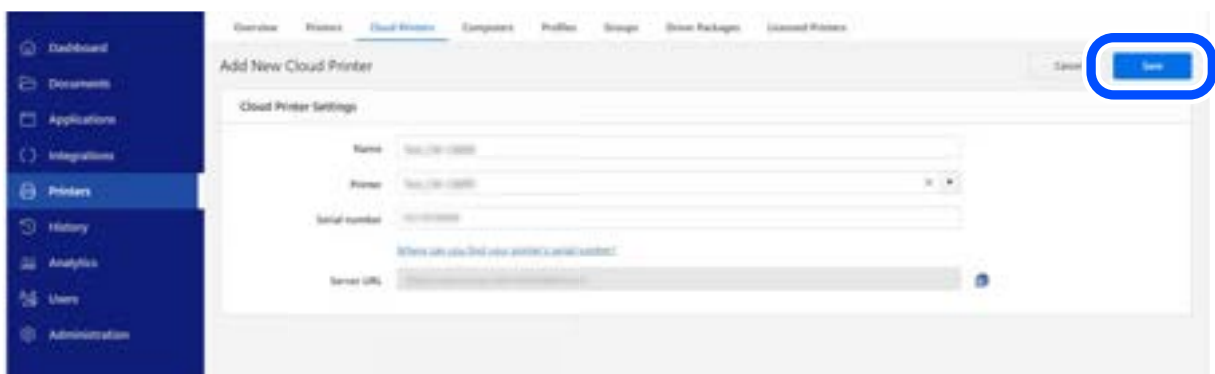 Overview Printers Cloud Printers Computers Profiles Groups Driver Packages Licensed Printers
Dashboard
Documents
Applications
Integrations
Printers
History
Analytics
Users
Administration
Add New Cloud Printer
Cancel Save
Cloud Printer Settings
Name
Printer
Serial number
Where can you find your printer's serial number?
Server URL